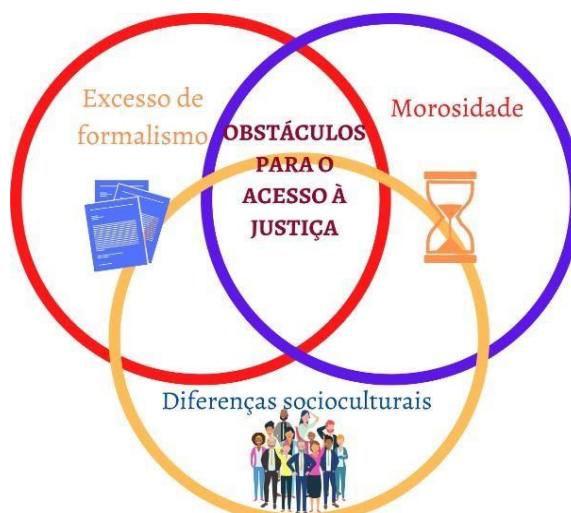 Excesso de
formalismo
OBSTÁCULOS
PARA O
ACESSO À
JUSTIÇA
Morosidade
Diferenças socioculturais